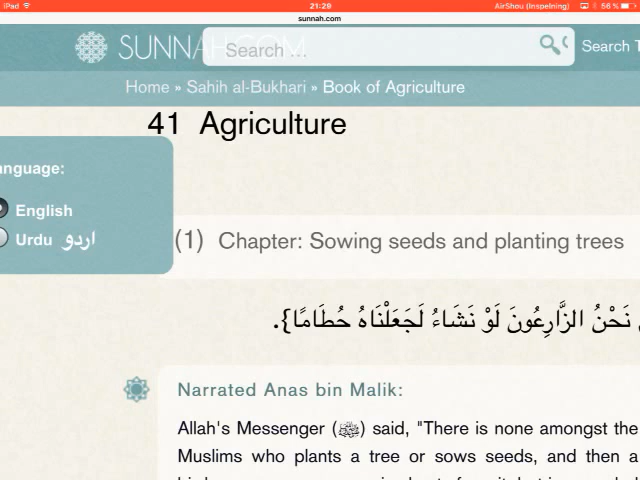 iPad 21:29 AirShou (Inspelning) 56 %
sunnah.com
SUNNAH.COM Search ... Search T
Home » Sahih al-Bukhari » Book of Agriculture
41 Agriculture
anguage:
English
Urdu اردو
(1) Chapter: Sowing seeds and planting trees
نَحْنُ الزَّارِعُونَ لَوْ نَشَاءُ لَجَعَلْنَاهُ حُطَامًا}.
Narrated Anas bin Malik:
Allah's Messenger (ﷺ) said, "There is none amongst the
Muslims who plants a tree or sows seeds, and then a